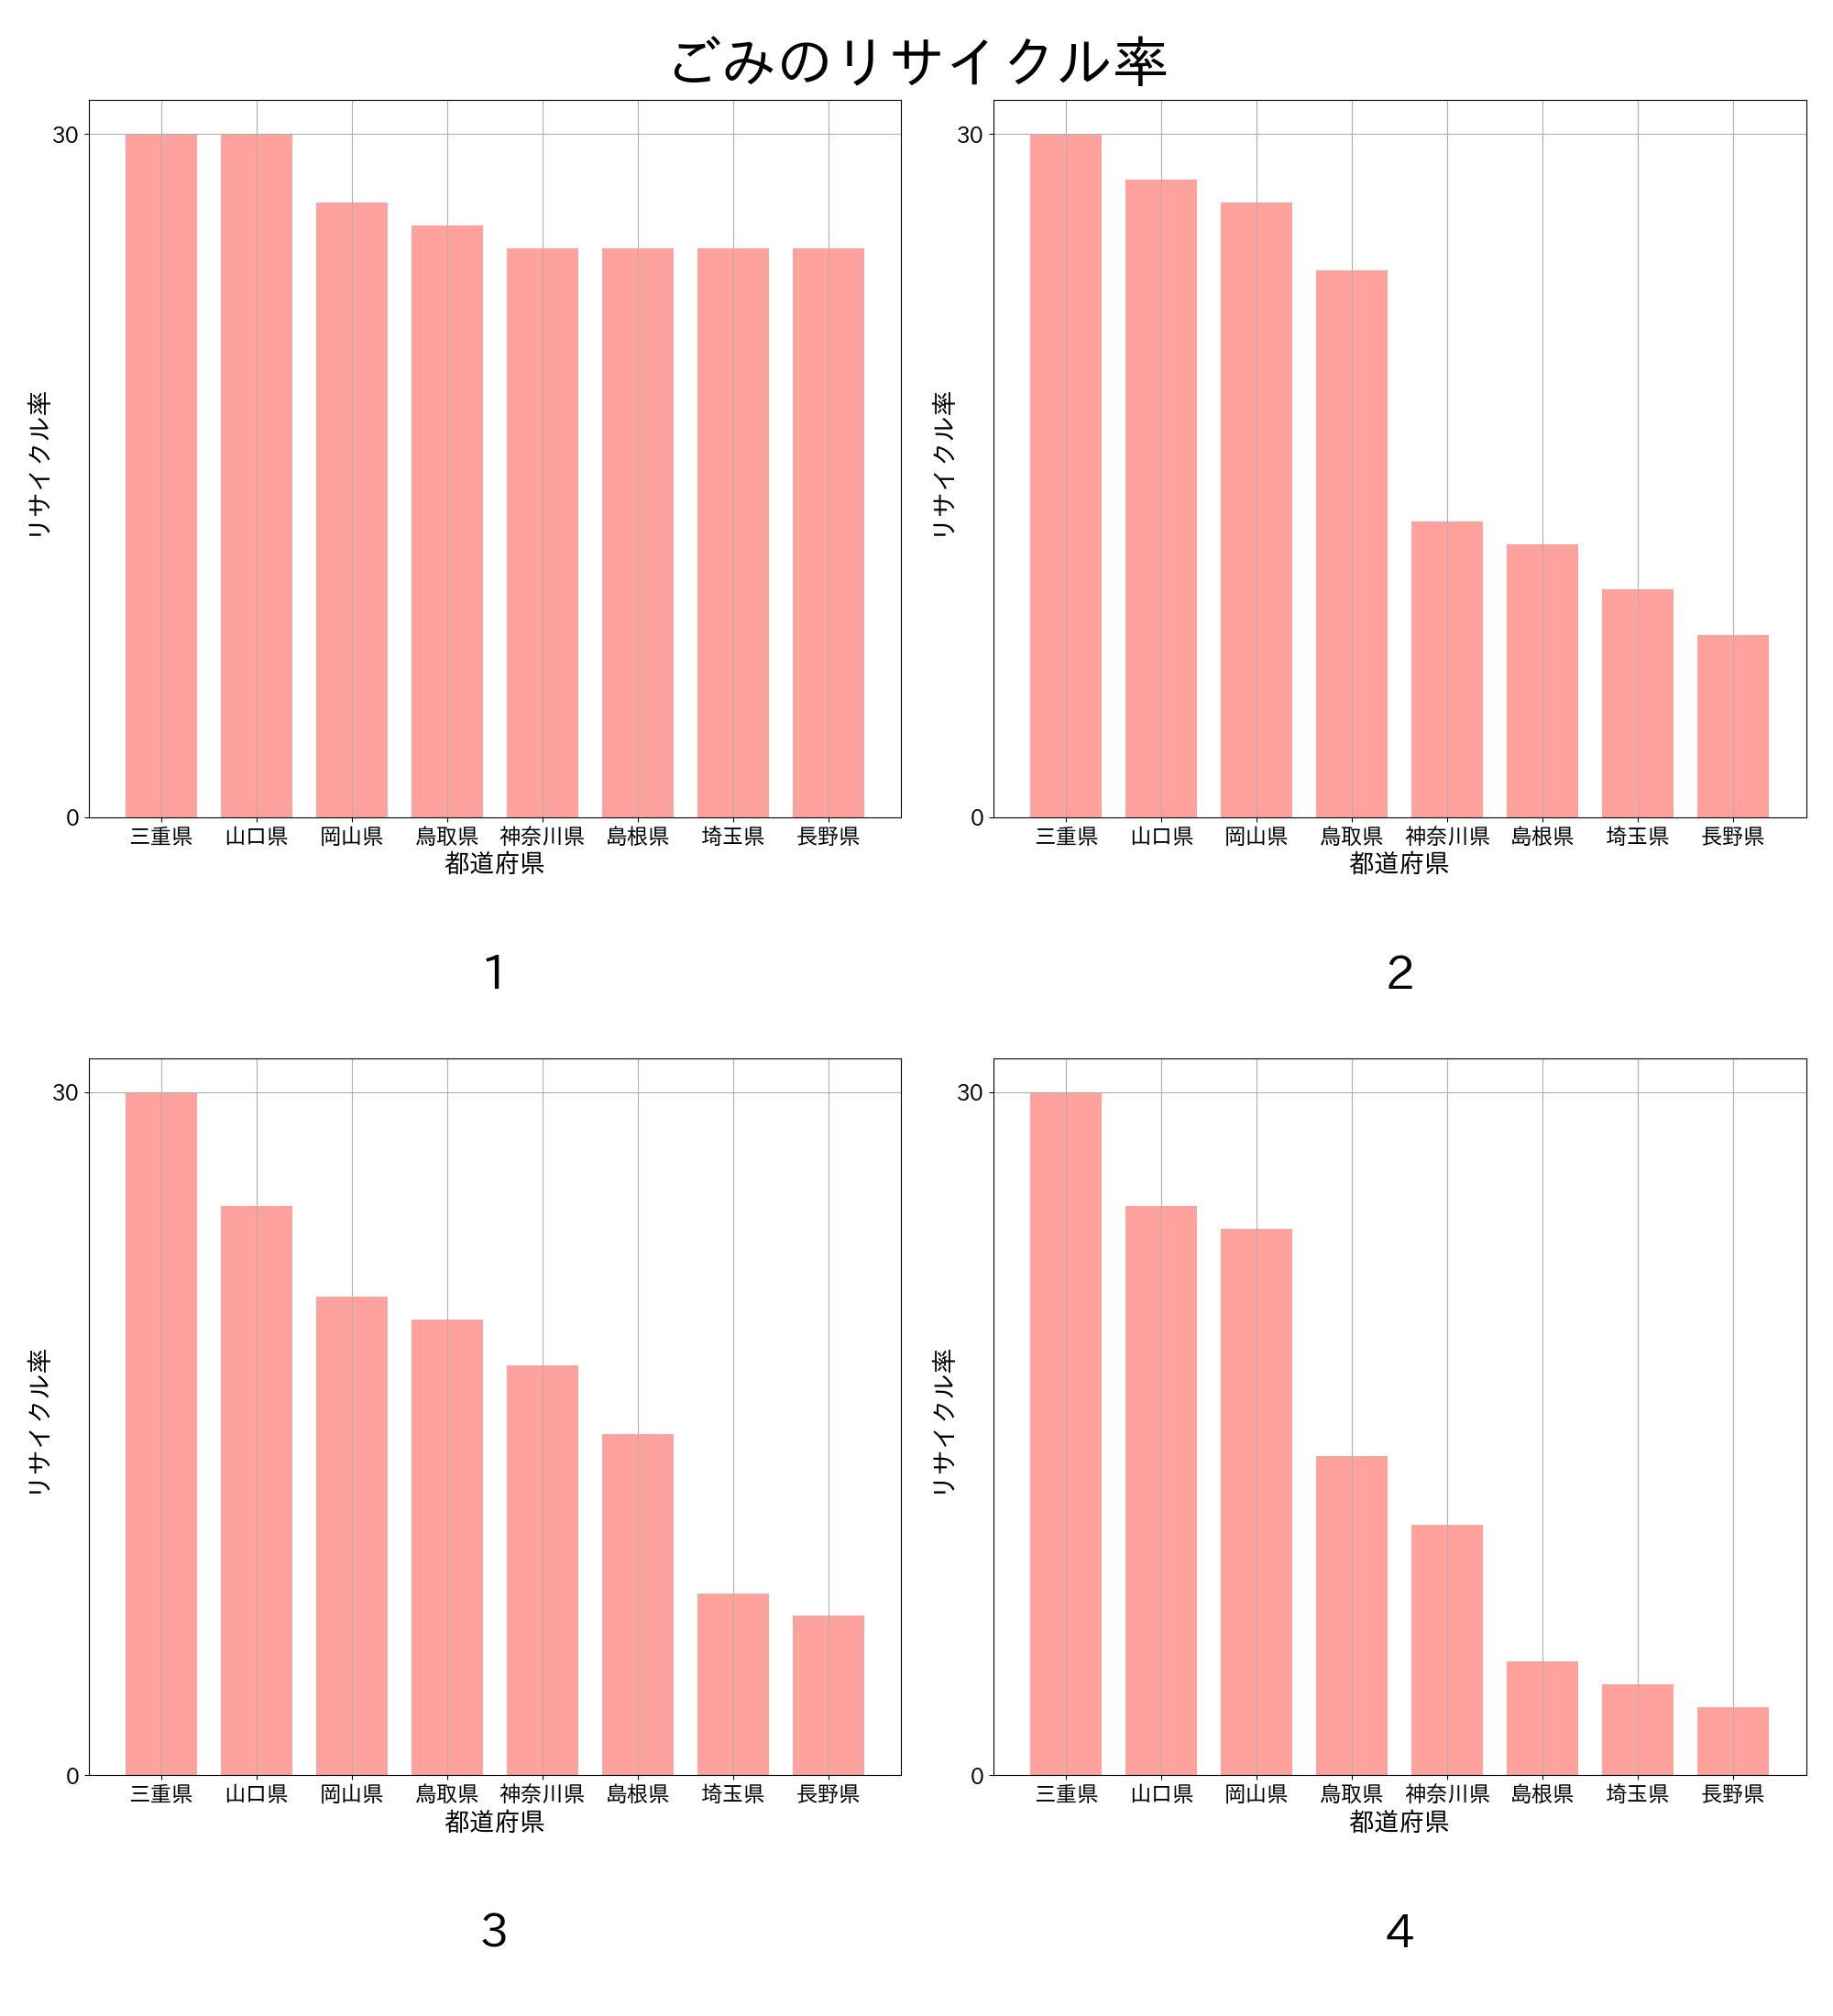 ごみのリサイクル率
30
0
リサイクル率
三重県 山口県 岡山県 鳥取県 神奈川県 島根県 埼玉県 長野県
都道府県
1
30
0
リサイクル率
三重県 山口県 岡山県 鳥取県 神奈川県 島根県 埼玉県 長野県
都道府県
2
30
0
リサイクル率
三重県 山口県 岡山県 鳥取県 神奈川県 島根県 埼玉県 長野県
都道府県
3
30
0
リサイクル率
三重県 山口県 岡山県 鳥取県 神奈川県 島根県 埼玉県 長野県
都道府県
4